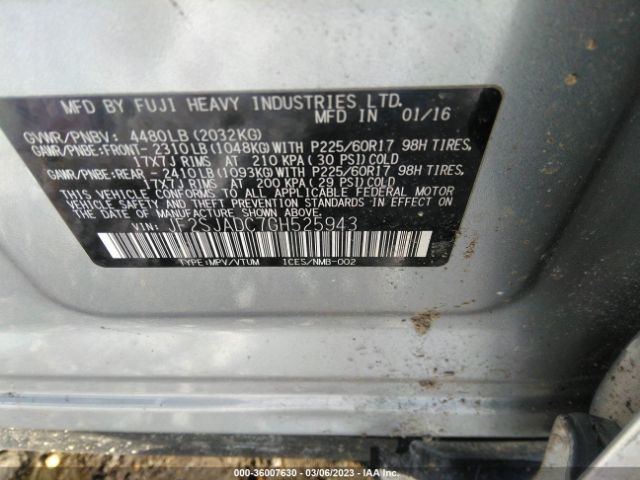 MFD BY FUJI HEAVY INDUSTRIES LTD.
MFD IN 01/16
GVWR/PNBV: 4480LB (2032KG)
GAWR/PNBE:FRONT- 2310LB (1048KG)WITH P225/60R17 98H TIRES,
17X7J RIMS AT 210 KPA (30 PSI)COLD
GAWR/PNBE:REAR - 2410LB (1093KG)WITH P225/60R17 98H TIRES,
17X7J RIMS AT 200 KPA (29 PSI)COLD
THIS VEHICLE CONFORMS TO ALL APPLICABLE FEDERAL MOTOR
VEHICLE SAFETY AND THEFT PREVENTION STANDARDS IN EFFECT
ON THE DATE OF MANUFACTURE SHOWN ABOVE.
VIN: JF2SJADC7GH525943
TYPE:MPV/VTUM ICES/NMB-002
000-36007630 - 03/06/2023 - IAA Inc.